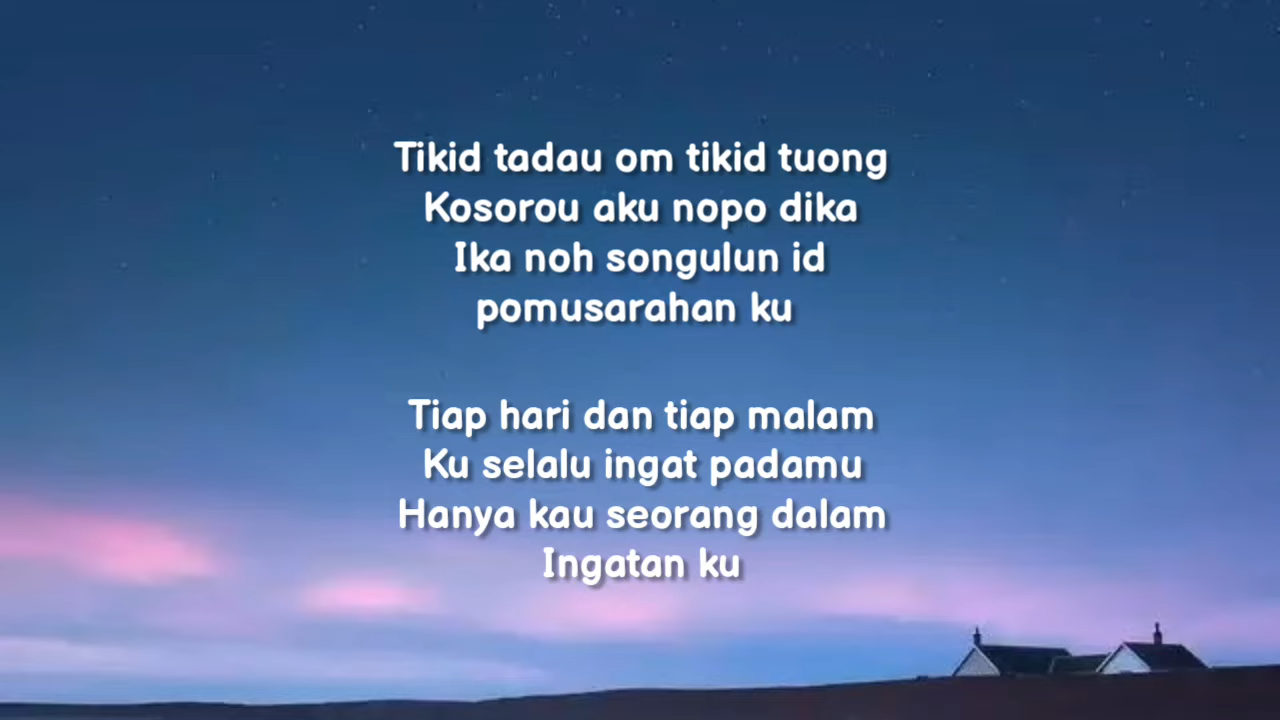 Tikid tadau om tikid tuong
Kosorou aku nopo dika
Ika noh songulun id
pomusarahan ku
Tiap hari dan tiap malam
Ku selalu ingat padamu
Hanya kau seorang dalam
Ingatan ku